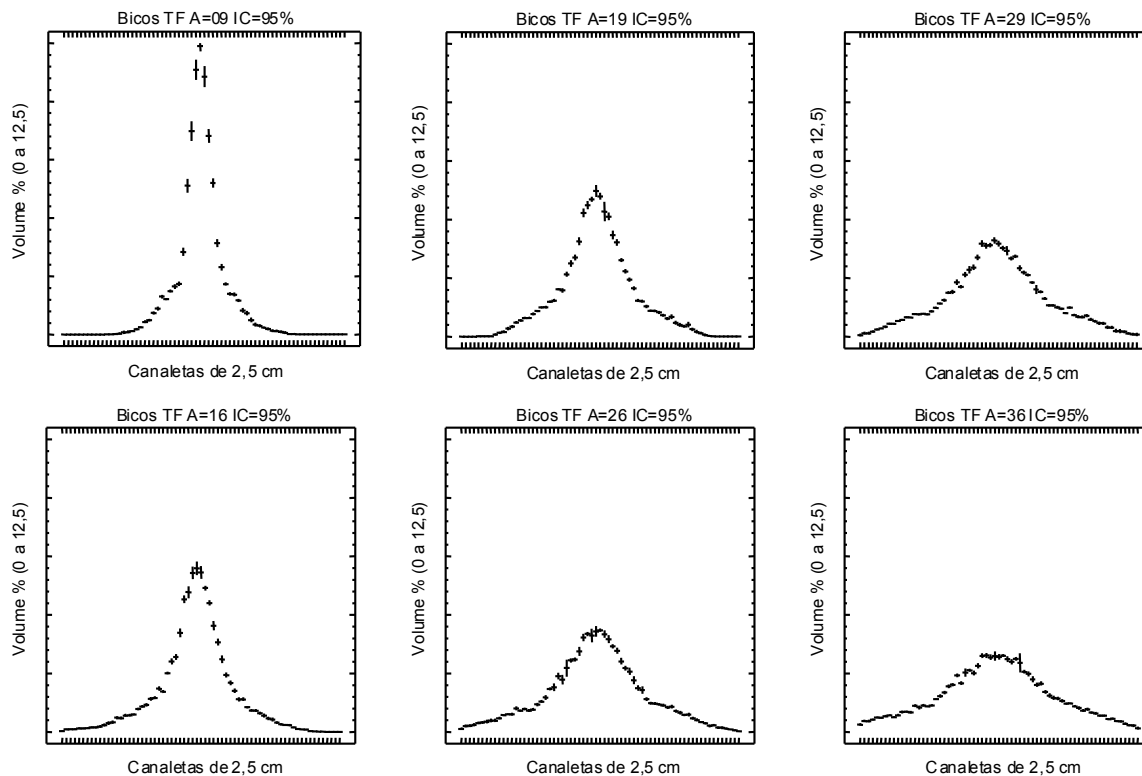 Bicos TF A=09 IC=95%
Volume % (0 a 12,5)
Canaletas de 2,5 cm
Bicos TF A=19 IC=95%
Volume % (0 a 12,5)
Canaletas de 2,5 cm
Bicos TF A=29 IC=95%
Volume % (0 a 12,5)
Canaletas de 2,5 cm
Bicos TF A=16 IC=95%
Volume % (0 a 12,5)
Canaletas de 2,5 cm
Bicos TF A=26 IC=95%
Volume % (0 a 12,5)
Canaletas de 2,5 cm
Bicos TF A=36 IC=95%
Volume % (0 a 12,5)
Canaletas de 2,5 cm